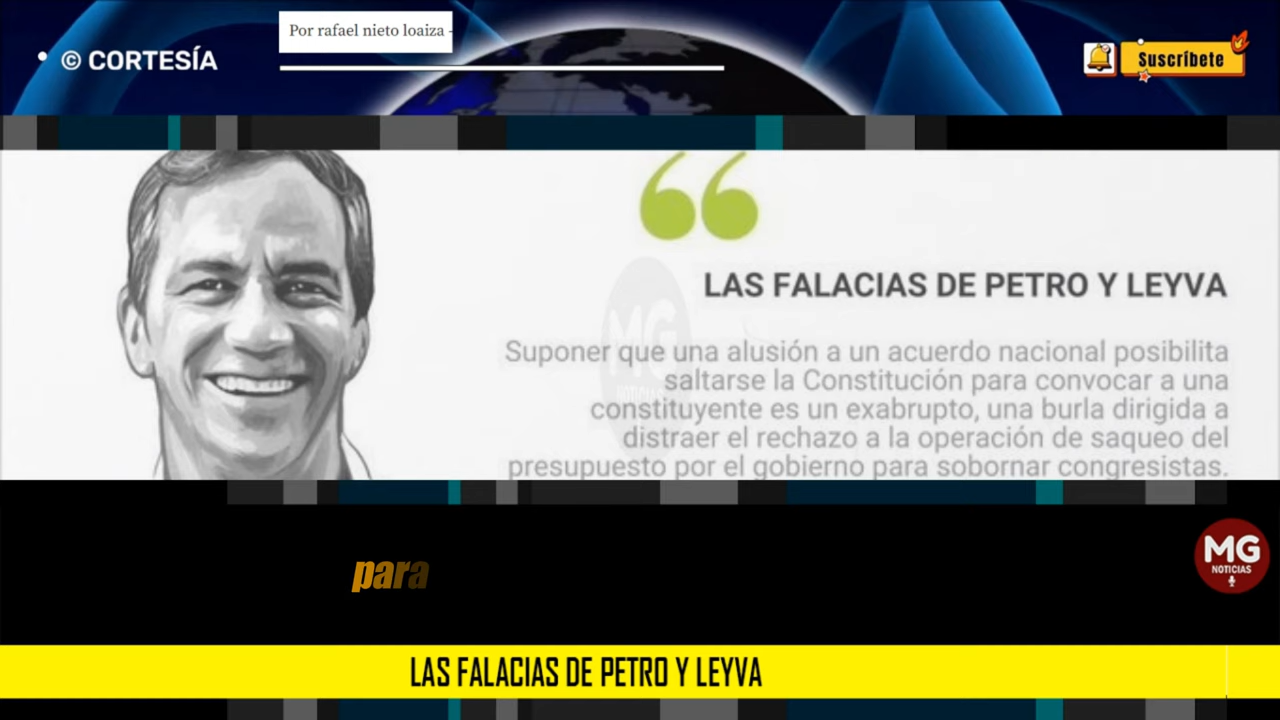 Por rafael nieto loaiza -
© CORTESÍA
Suscríbete
LAS FALACIAS DE PETRO Y LEYVA
Suponer que una alusión a un acuerdo nacional posibilita
saltarse la Constitución para convocar a una
constituyente es un exabrupto, una burla dirigida a
distraer el rechazo a la operación de saqueo del
presupuesto por el gobierno para sobornar congresistas.
MG
NOTICIAS
para
MG
NOTICIAS
LAS FALACIAS DE PETRO Y LEYVA